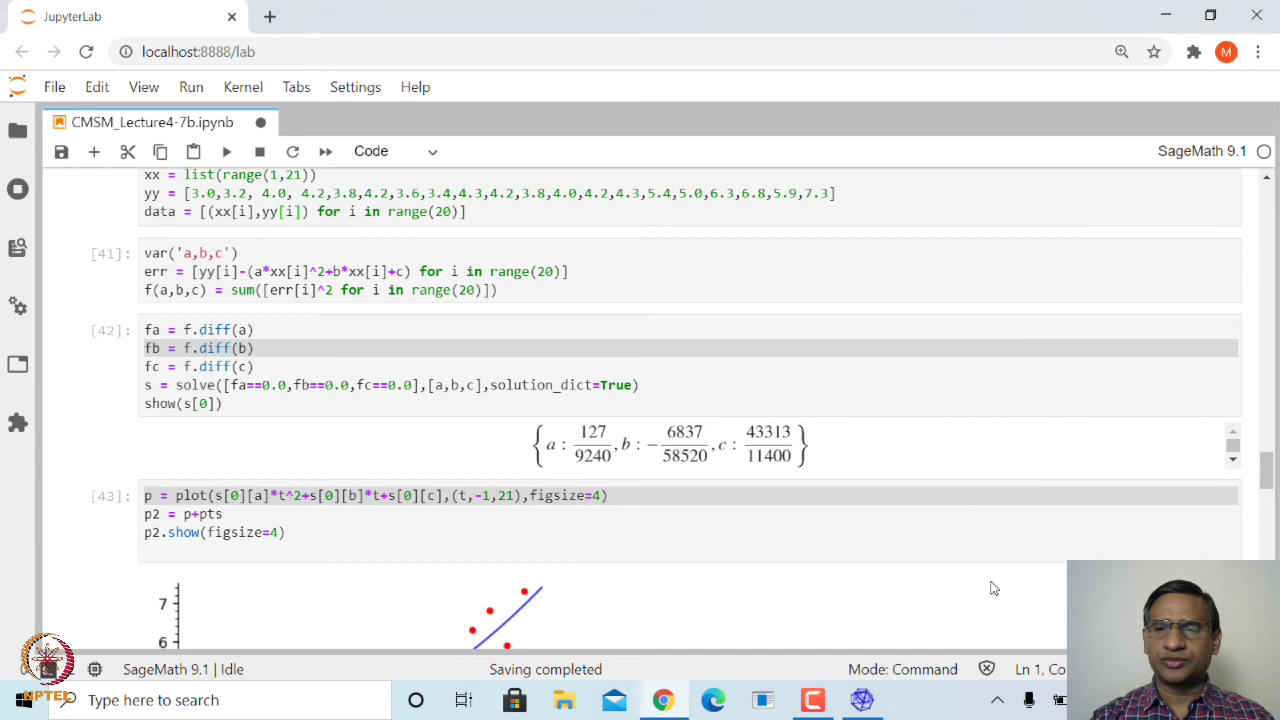 JupyterLab
localhost:8888/lab
M
File Edit View Run Kernel Tabs Settings Help
CMSM_Lecture4-7b.ipynb
Code
SageMath 9.1
xx = list(range(1,21))
yy = [3.0,3.2, 4.0, 4.2,3.8,4.2,3.6,3.4,4.3,4.2,3.8,4.0,4.2,4.3,5.4,5.0,6.3,6.8,5.9,7.3]
data = [(xx[i],yy[i]) for i in range(20)]
[41]:
var('a,b,c')
err = [yy[i]-(a*xx[i]^2+b*xx[i]+c) for i in range(20)]
f(a,b,c) = sum([err[i]^2 for i in range(20)])
[42]:
fa = f.diff(a)
fb = f.diff(b)
fc = f.diff(c)
s = solve([fa==0.0,fb==0.0,fc==0.0],[a,b,c],solution_dict=True)
show(s[0])
{a : 127/9240, b : −6837/58520, c : 43313/11400}
[43]:
p = plot(s[0][a]*t^2+s[0][b]*t+s[0][c],(t,-1,21),figsize=4)
p2 = p+pts
p2.show(figsize=4)
7
6
SageMath 9.1 | Idle
Saving completed
Mode: Command
Ln 1,
NPTEL
Type here to search